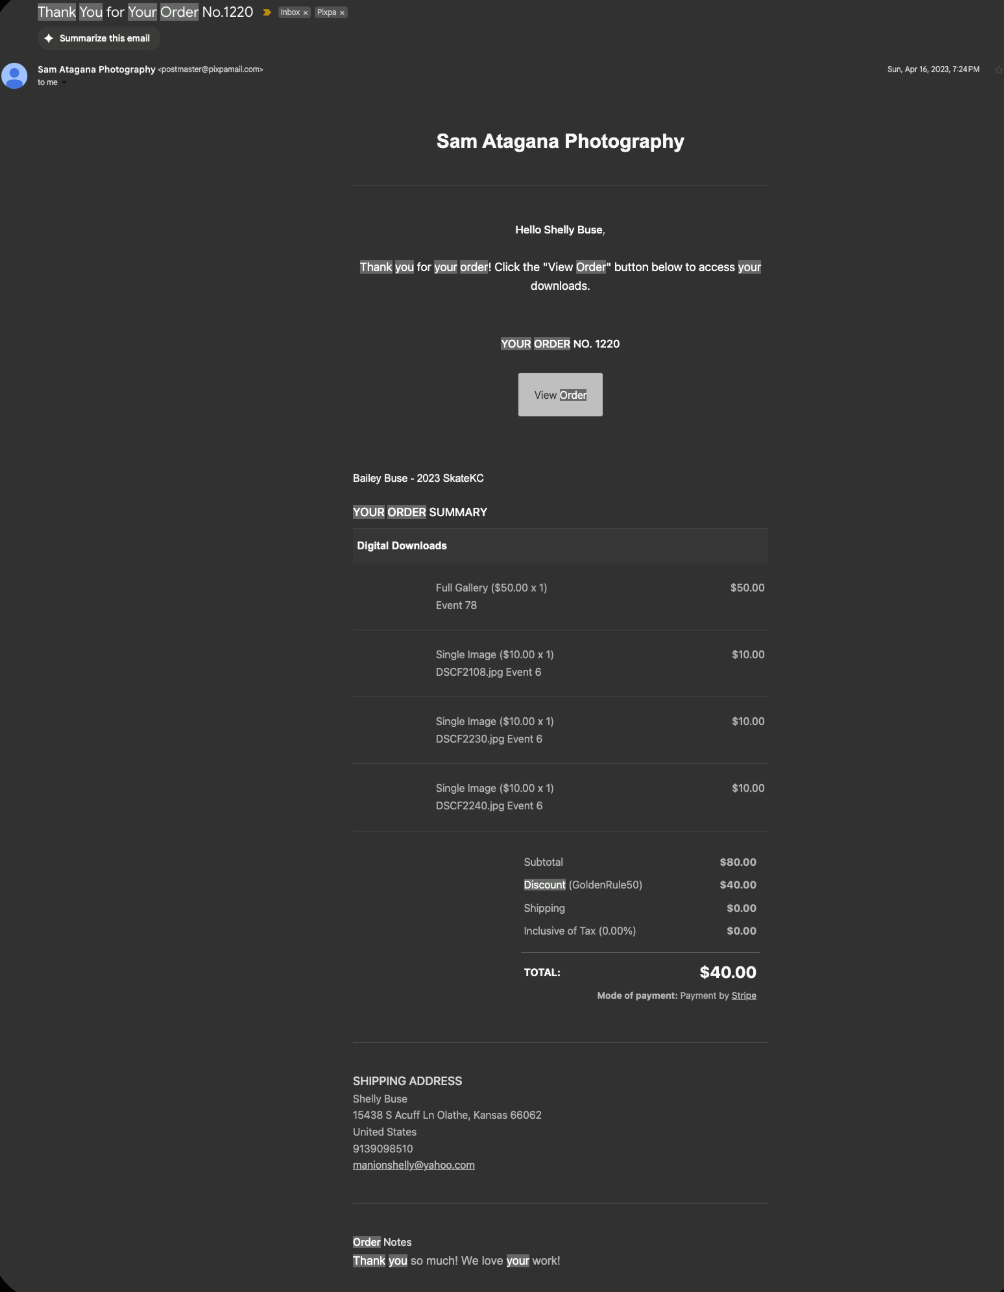 Thank You for Your Order No.1220 Inbox x Pixpa x
Summarize this email
Sam Atagana Photography <postmaster@pixpamail.com> Sun, Apr 16, 2023, 7:24 PM
to me
Sam Atagana Photography
Hello Shelly Buse,
Thank you for your order! Click the "View Order" button below to access your
downloads.
YOUR ORDER NO. 1220
View Order
Bailey Buse - 2023 SkateKC
YOUR ORDER SUMMARY
Digital Downloads
Full Gallery ($50.00 x 1) $50.00
Event 78
Single Image ($10.00 x 1) $10.00
DSCF2108.jpg Event 6
Single Image ($10.00 x 1) $10.00
DSCF2230.jpg Event 6
Single Image ($10.00 x 1) $10.00
DSCF2240.jpg Event 6
Subtotal $80.00
Discount (GoldenRule50) $40.00
Shipping $0.00
Inclusive of Tax (0.00%) $0.00
TOTAL: $40.00
Mode of payment: Payment by Stripe
SHIPPING ADDRESS
Shelly Buse
15438 S Acuff Ln Olathe, Kansas 66062
United States
9139098510
manionshelly@yahoo.com
Order Notes
Thank you so much! We love your work!